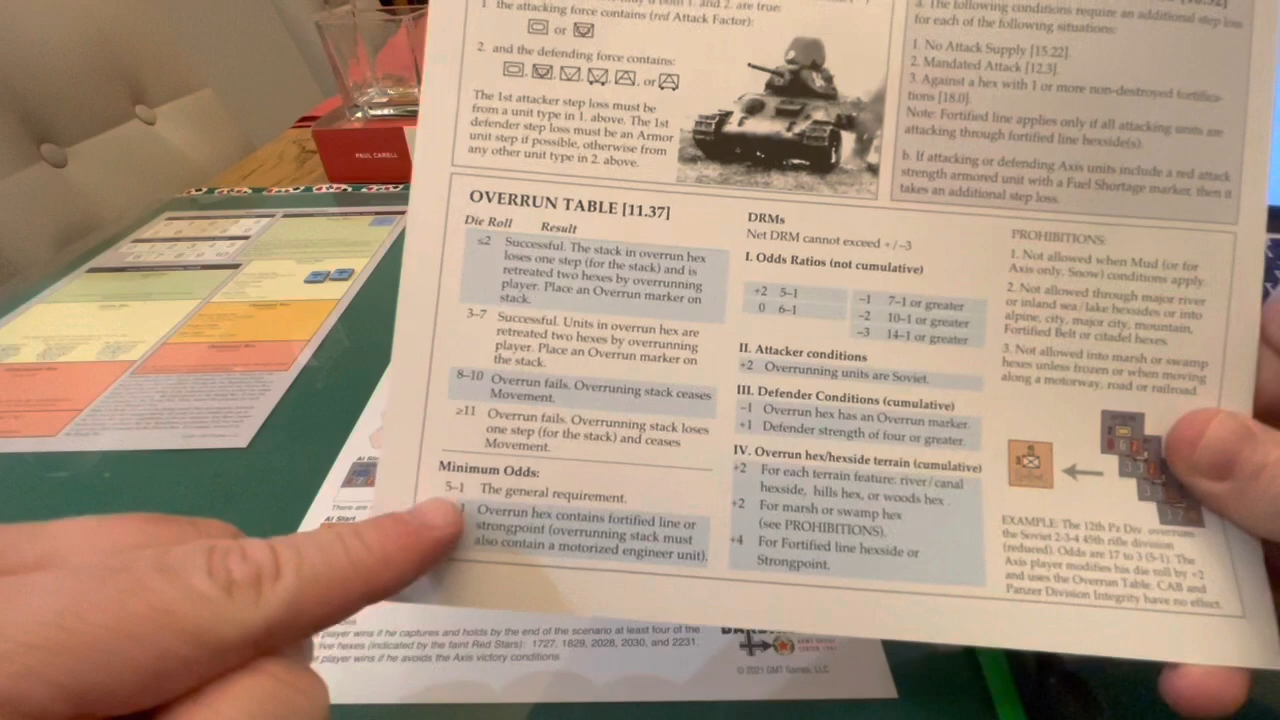 1. and 2. are true:
1. the attacking force contains (red Attack Factor):
or
2. and the defending force contains:
, or
The 1st attacker step loss must be
from a unit type in 1. above. The 1st
defender step loss must be an Armor
unit step if possible, otherwise from
any other unit type in 2. above.
a. The following conditions require an additional step loss
for each of the following situations:
1. No Attack Supply [15.22].
2. Mandated Attack [12.3].
3. Against a hex with 1 or more non-destroyed fortifica-
tions [18.0].
Note: Fortified line applies only if all attacking units are
attacking through fortified line hexside(s).
b. If attacking or defending Axis units include a red attack
strength armored unit with a Fuel Shortage marker, then it
takes an additional step loss.
PAUL CARELL
OVERRUN TABLE [11.37]
Die Roll Result
≤2 Successful. The stack in overrun hex
loses one step (for the stack) and is
retreated two hexes by overrunning
player. Place an Overrun marker on
stack.
3–7 Successful. Units in overrun hex are
retreated two hexes by overrunning
player. Place an Overrun marker on
the stack.
8–10 Overrun fails. Overruning stack ceases
Movement.
≥11 Overrun fails. Overrunning stack loses
one step (for the stack) and ceases
Movement.
Minimum Odds:
5–1 The general requirement.
Overrun hex contains fortified line or
strongpoint (overrunning stack must
also contain a motorized engineer unit).
DRMs
Net DRM cannot exceed +/–3
I. Odds Ratios (not cumulative)
+2 5–1
0 6–1
–1 7–1 or greater
–2 10–1 or greater
–3 14–1 or greater
II. Attacker conditions
+2 Overrunning units are Soviet.
III. Defender Conditions (cumulative)
–1 Overrun hex has an Overrun marker.
+1 Defender strength of four or greater.
IV. Overrun hex/hexside terrain (cumulative)
+2 For each terrain feature: river/canal
hexside, hills hex, or woods hex
+2 For marsh or swamp hex
(see PROHIBITIONS).
+4 For Fortified line hexside or
Strongpoint.
PROHIBITIONS:
1. Not allowed when Mud (or for
Axis only: Snow) conditions apply.
2. Not allowed through major river
or inland sea/lake hexsides or into
alpine, city, major city, mountain,
Fortified Belt or citadel hexes.
3. Not allowed into marsh or swamp
hexes unless frozen or when moving
along a motorway, road or railroad.
EXAMPLE: The 12th Pz Div. overruns
the Soviet 2-3-4 45th rifle division
(reduced). Odds are 17 to 3 (5-1). The
Axis player modifies his die roll by +2
and uses the Overrun Table. CAB and
Panzer Division Integrity have no effect.
There are
At Start
player wins if he captures and holds by the end of the scenario at least four of the
five hexes (indicated by the faint Red Stars): 1727, 1829, 2028, 2030, and 2231.
player wins if he avoids the Axis victory conditions
© 2021 GMT Games, LLC